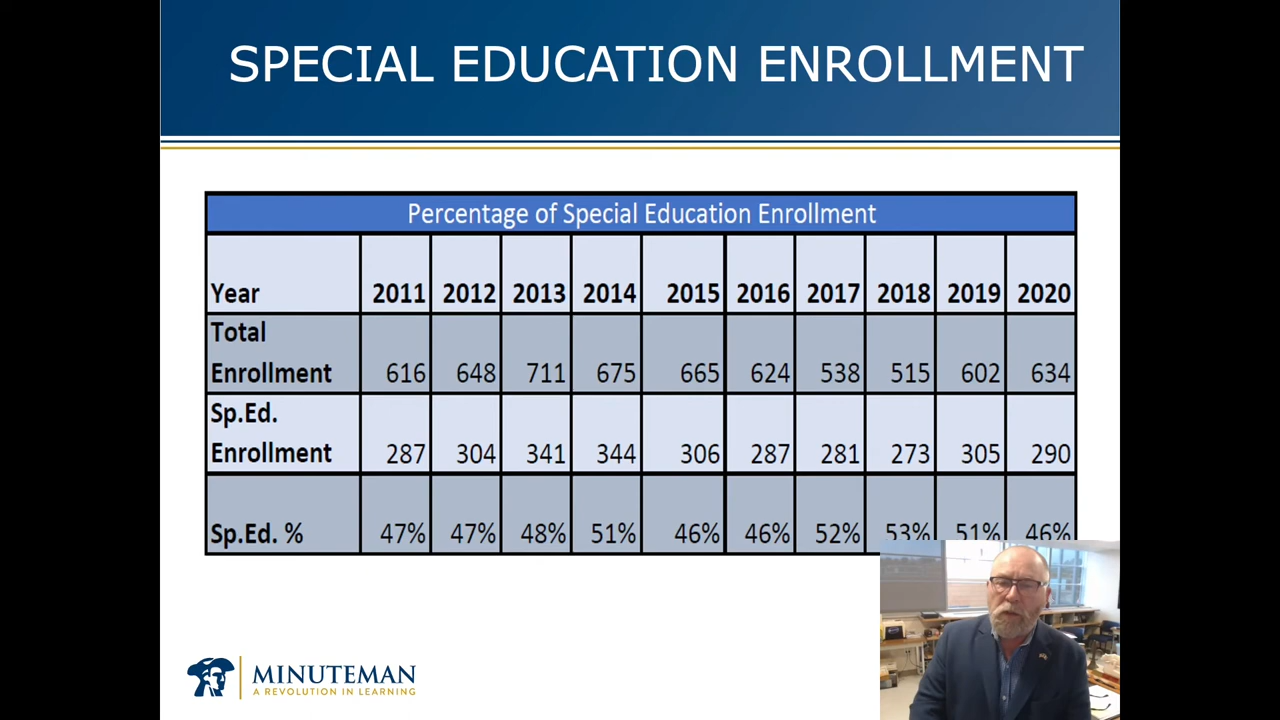 SPECIAL EDUCATION ENROLLMENT
Percentage of Special Education Enrollment
Year 2011 2012 2013 2014 2015 2016 2017 2018 2019 2020
Total
Enrollment 616 648 711 675 665 624 538 515 602 634
Sp.Ed.
Enrollment 287 304 341 344 306 287 281 273 305 290
Sp.Ed. % 47% 47% 48% 51% 46% 46% 52% 53% 51% 46%
MINUTEMAN
A REVOLUTION IN LEARNING